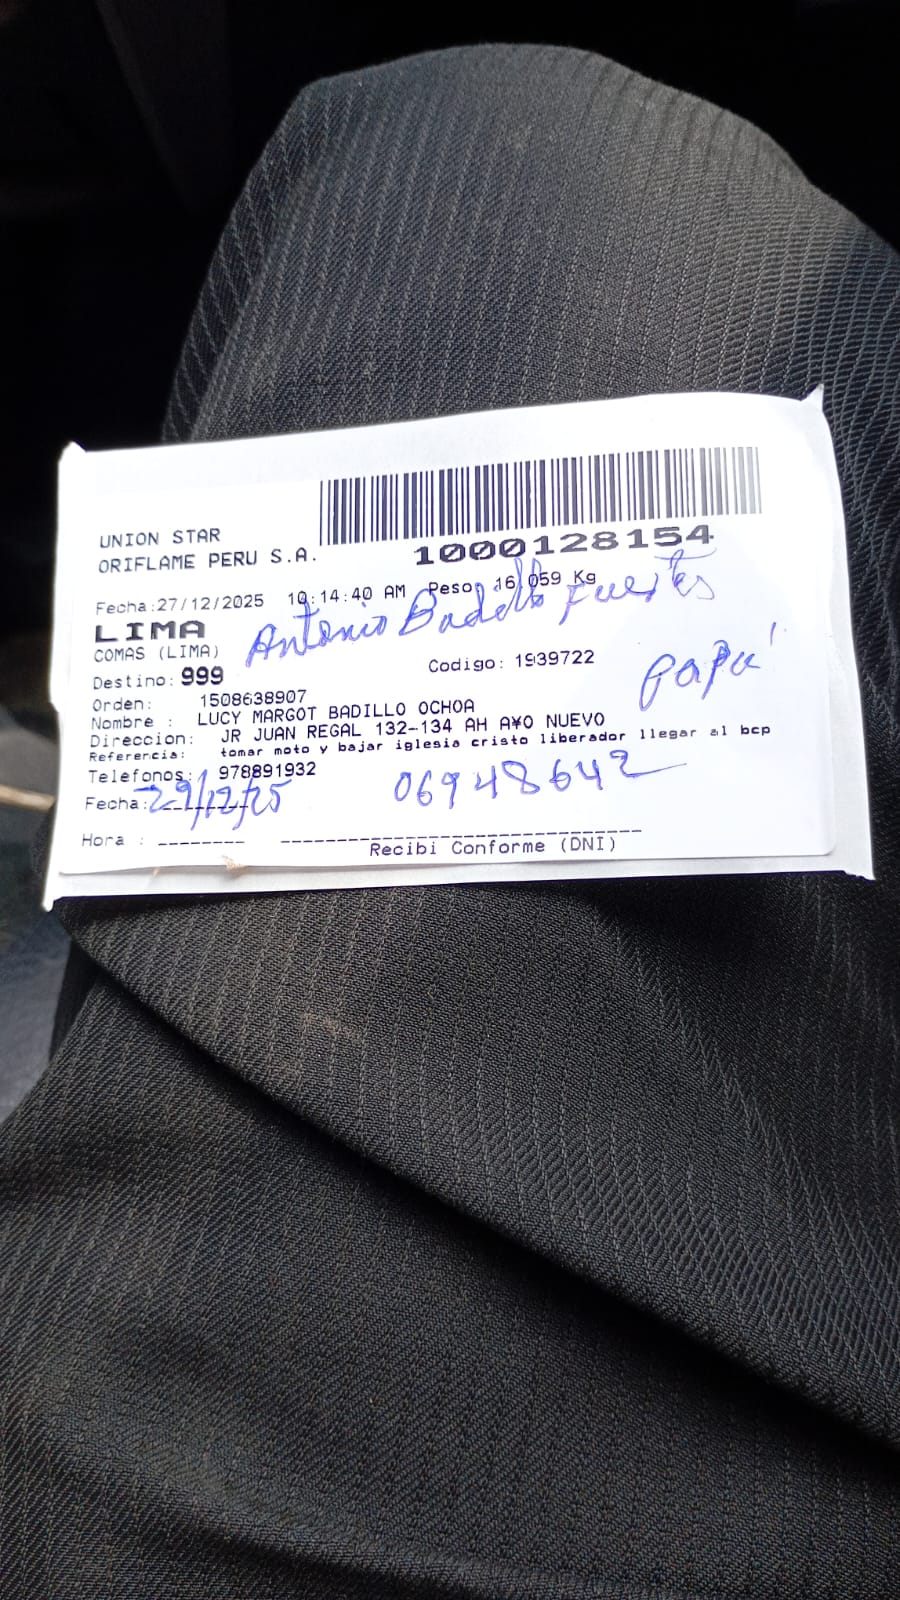 UNION STAR
ORIFLAME PERU S.A.
1000128154
Fecha:27/12/2025 10:14:40 AM Peso: 16.059 Kg
LIMA
Antonio Badillo Fuertes
COMAS (LIMA)
Papá
Destino: 999 Codigo: 1939722
Orden: 1508638907
Nombre : LUCY MARGOT BADILLO OCHOA
Direccion: JR JUAN REGAL 132-134 AH A¥O NUEVO
Referencia: tomar moto y bajar iglesia cristo liberador llegar al bcp
Telefonos: 978891932
Fecha: 29/12/25 06948642
Hora : ________
Recibi Conforme (DNI)